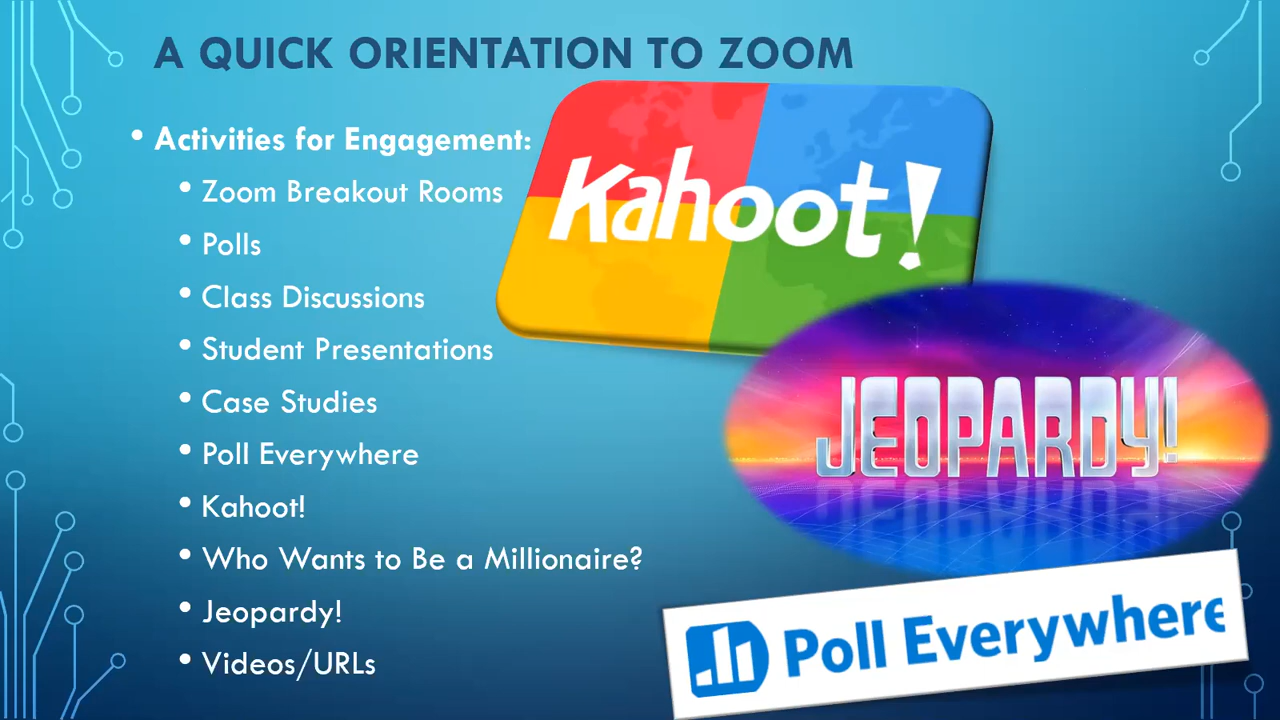 A QUICK ORIENTATION TO ZOOM
• Activities for Engagement:
• Zoom Breakout Rooms
• Polls
• Class Discussions
• Student Presentations
• Case Studies
• Poll Everywhere
• Kahoot!
• Who Wants to Be a Millionaire?
• Jeopardy!
• Videos/URLs
Kahoot!
JEOPARDY!
Poll Everywhere